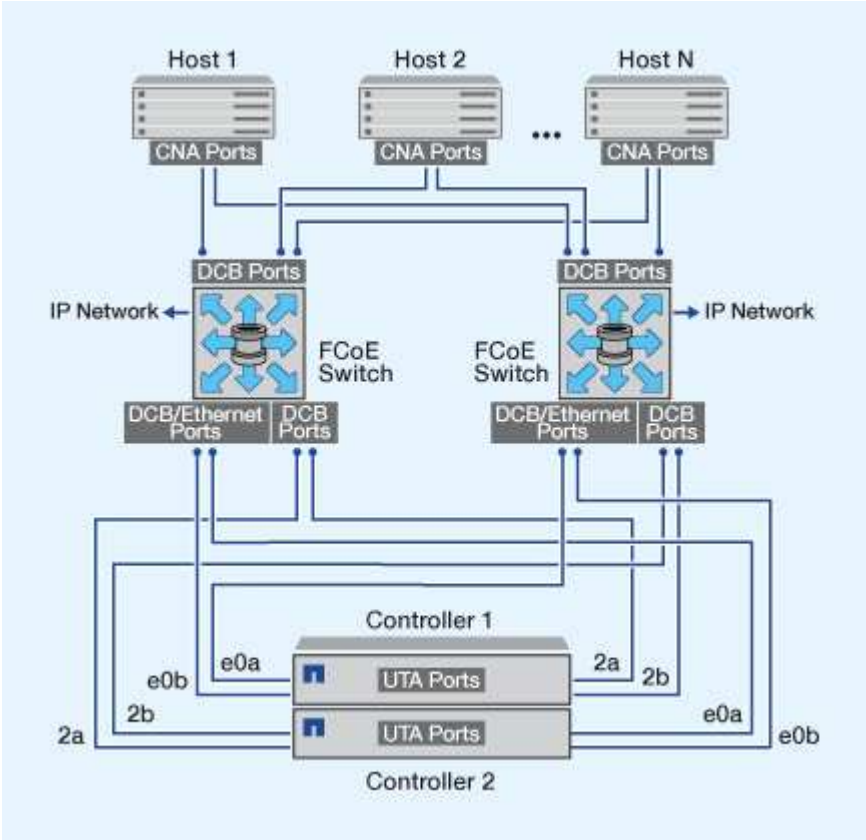 Host 1
Host 2
Host N
CNA Ports
CNA Ports
...
CNA Ports
DCB Ports
DCB Ports
IP Network
IP Network
FCoE
Switch
FCoE
Switch
DCB/Ethernet
Ports
DCB
Ports
DCB/Ethernet
Ports
DCB
Ports
Controller 1
e0a
2a
e0b
UTA Ports
2b
2b
e0a
2a
UTA Ports
e0b
Controller 2